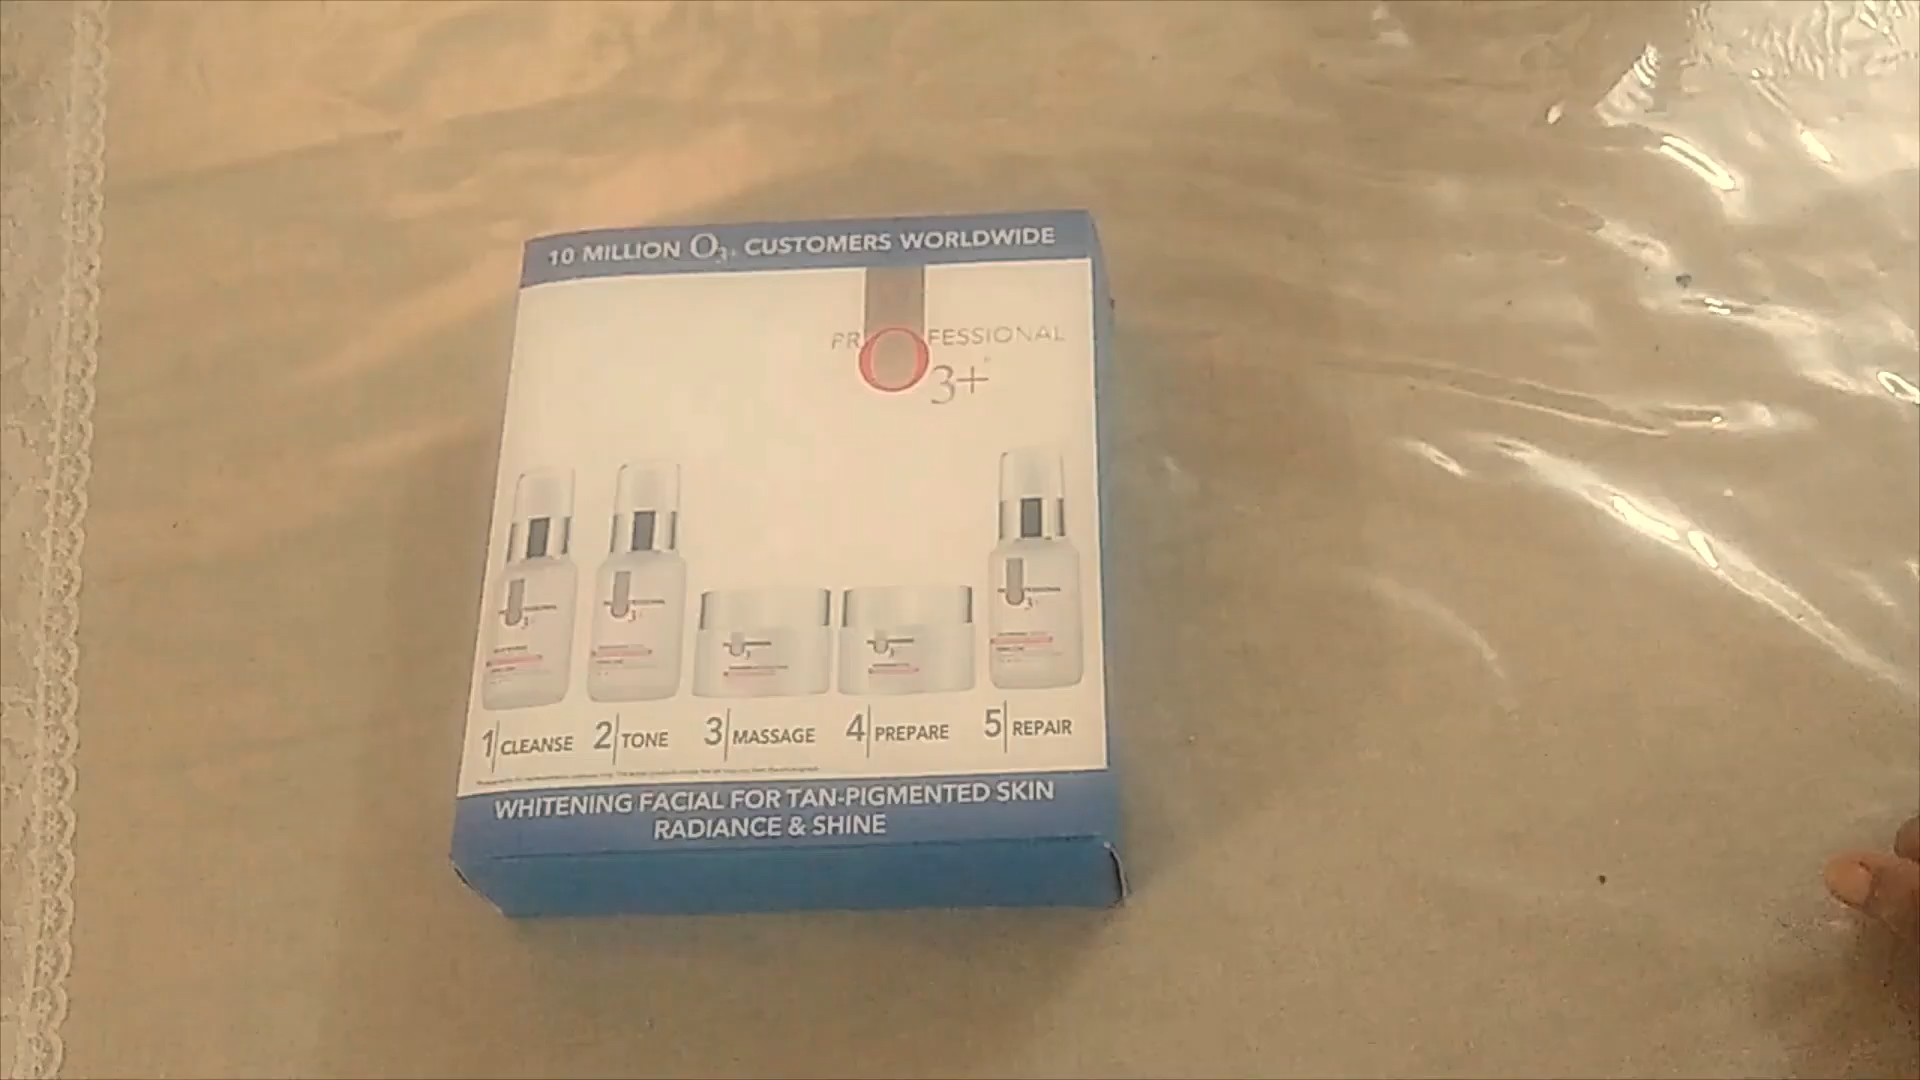 10 MILLION O3+ CUSTOMERS WORLDWIDE
PROFESSIONAL
O3+
1 CLEANSE 2 TONE 3 MASSAGE 4 PREPARE 5 REPAIR
WHITENING FACIAL FOR TAN-PIGMENTED SKIN
RADIANCE & SHINE